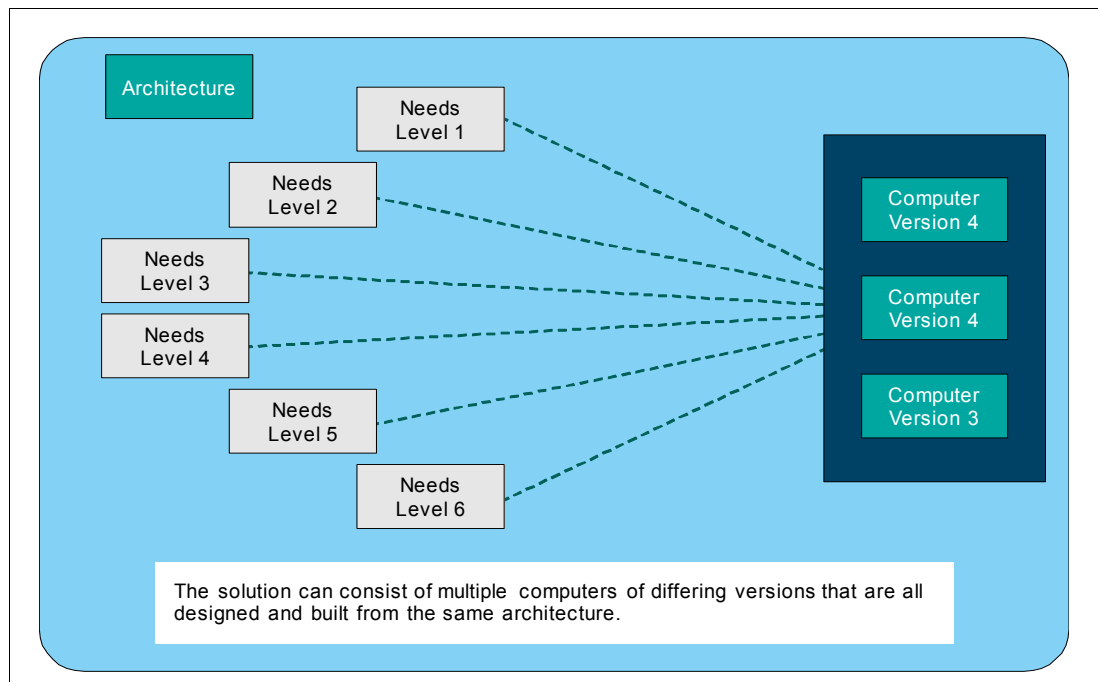 Architecture
Needs
Level 1
Needs
Level 2
Needs
Level 3
Needs
Level 4
Needs
Level 5
Needs
Level 6
Computer
Version 4
Computer
Version 4
Computer
Version 3
The solution can consist of multiple computers of differing versions that are all
designed and built from the same architecture.